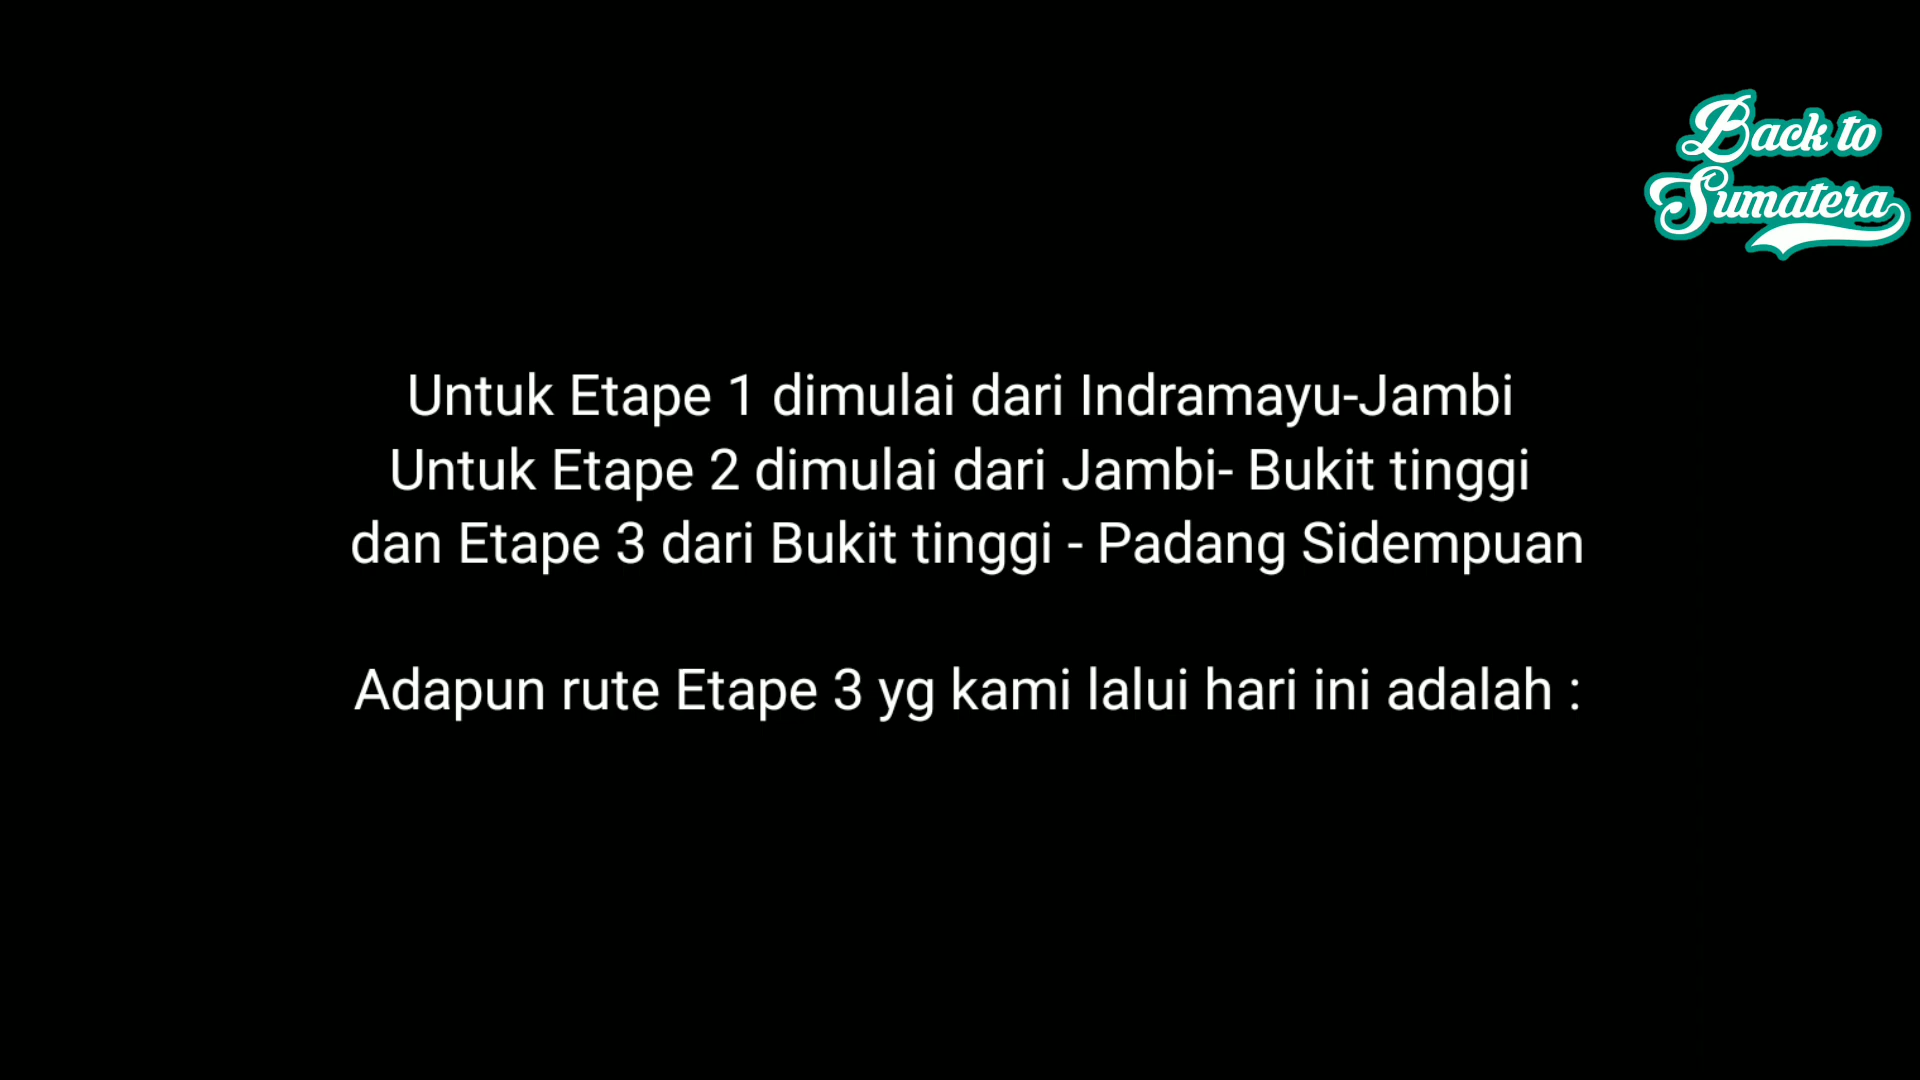 Back to
Sumatera
Untuk Etape 1 dimulai dari Indramayu-Jambi
Untuk Etape 2 dimulai dari Jambi- Bukit tinggi
dan Etape 3 dari Bukit tinggi - Padang Sidempuan
Adapun rute Etape 3 yg kami lalui hari ini adalah :